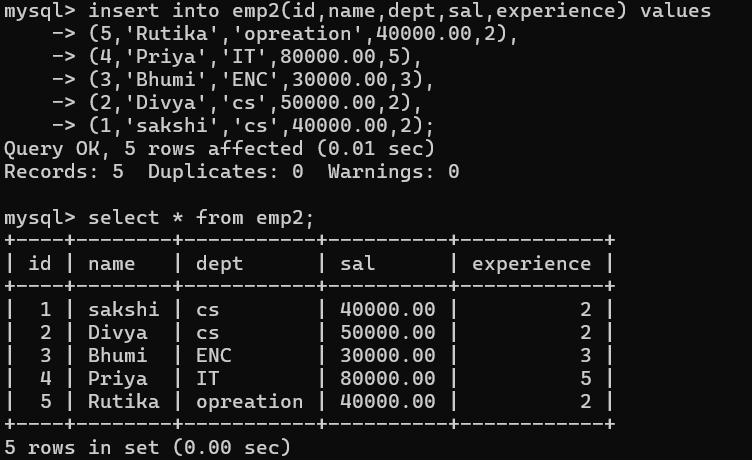 mysql> insert into emp2(id,name,dept,sal,experience) values
    -> (5,'Rutika','opreation',40000.00,2),
    -> (4,'Priya','IT',80000.00,5),
    -> (3,'Bhumi','ENC',30000.00,3),
    -> (2,'Divya','cs',50000.00,2),
    -> (1,'sakshi','cs',40000.00,2);
Query OK, 5 rows affected (0.01 sec)
Records: 5  Duplicates: 0  Warnings: 0

mysql> select * from emp2;
+----+--------+-----------+----------+------------+
| id | name   | dept      | sal      | experience |
+----+--------+-----------+----------+------------+
|  1 | sakshi | cs        | 40000.00 |          2 |
|  2 | Divya  | cs        | 50000.00 |          2 |
|  3 | Bhumi  | ENC       | 30000.00 |          3 |
|  4 | Priya  | IT        | 80000.00 |          5 |
|  5 | Rutika | opreation | 40000.00 |          2 |
+----+--------+-----------+----------+------------+
5 rows in set (0.00 sec)